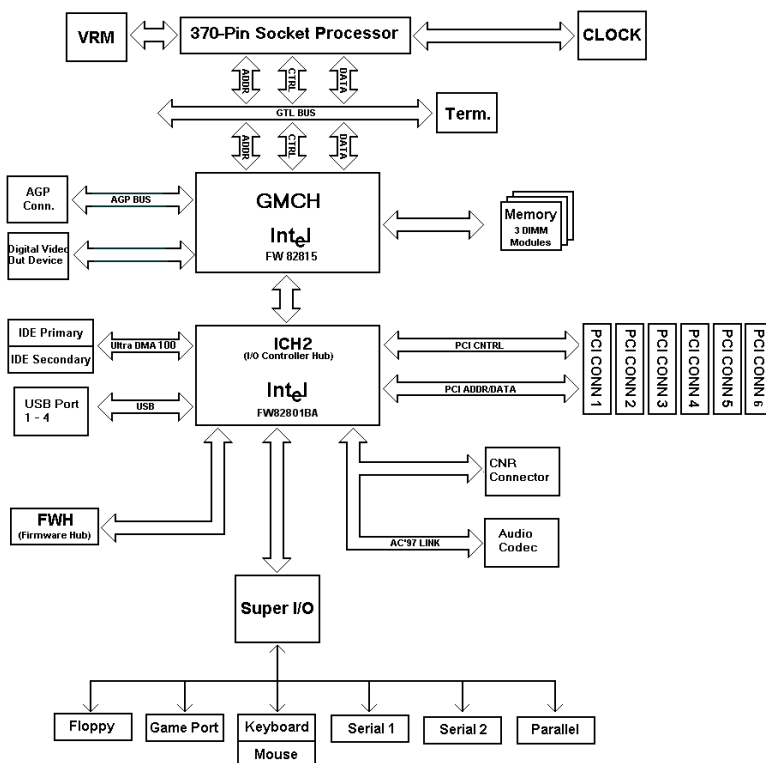 VRM
370-Pin Socket Processor
CLOCK
ADDR
CTRL
DATA
GTL BUS
Term.
ADDR
CTRL
DATA
AGP
Conn.
AGP BUS
GMCH
Intel
FW 82815
Memory
3 DIMM
Modules
Digital Video
Out Device
IDE Primary
IDE Secondary
Ultra DMA 100
ICH2
(I/O Controller Hub)
Intel
FW82801BA
PCI CNTRL
PCI ADDR/DATA
PCI CONN 1
PCI CONN 2
PCI CONN 3
PCI CONN 4
PCI CONN 5
PCI CONN 6
USB Port
1 - 4
USB
CNR
Connector
FWH
(Firmware Hub)
AC'97 LINK
Audio
Codec
Super I/O
Floppy
Game Port
Keyboard
Mouse
Serial 1
Serial 2
Parallel